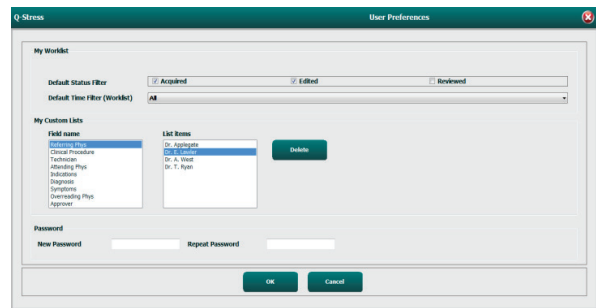 Q-Stress User Preferences
My Worklist
Default Status Filter Acquired Edited Reviewed
Default Time Filter (Worklist) All
My Custom Lists
Field name List items
Referring Phys Dr. Applegate
Clinical Procedure Dr. E. Lawler
Technician Dr. A. West
Attending Phys Dr. T. Ryan
Indications
Diagnosis
Symptoms
Overreading Phys
Approver
Delete
Password
New Password Repeat Password
OK Cancel